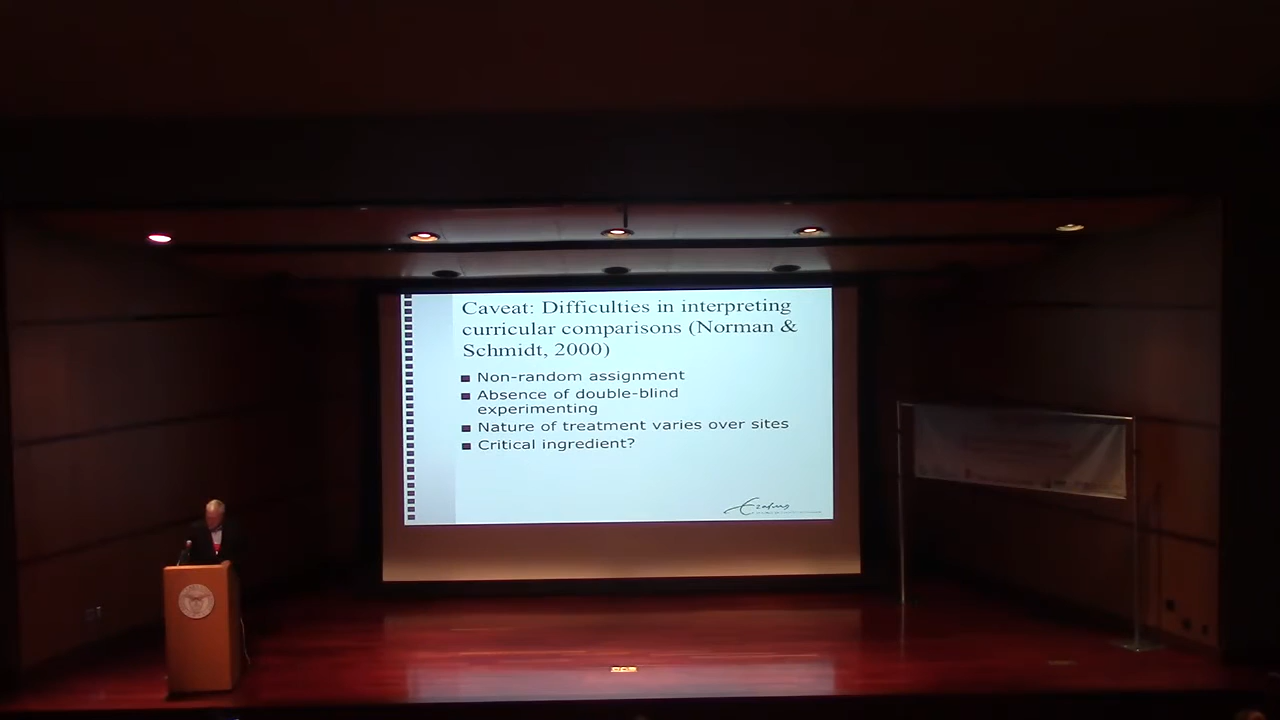 Caveat: Difficulties in interpreting
curricular comparisons (Norman &
Schmidt, 2000)
Non-random assignment
Absence of double-blind
experimenting
Nature of treatment varies over sites
Critical ingredient?
Erasmus